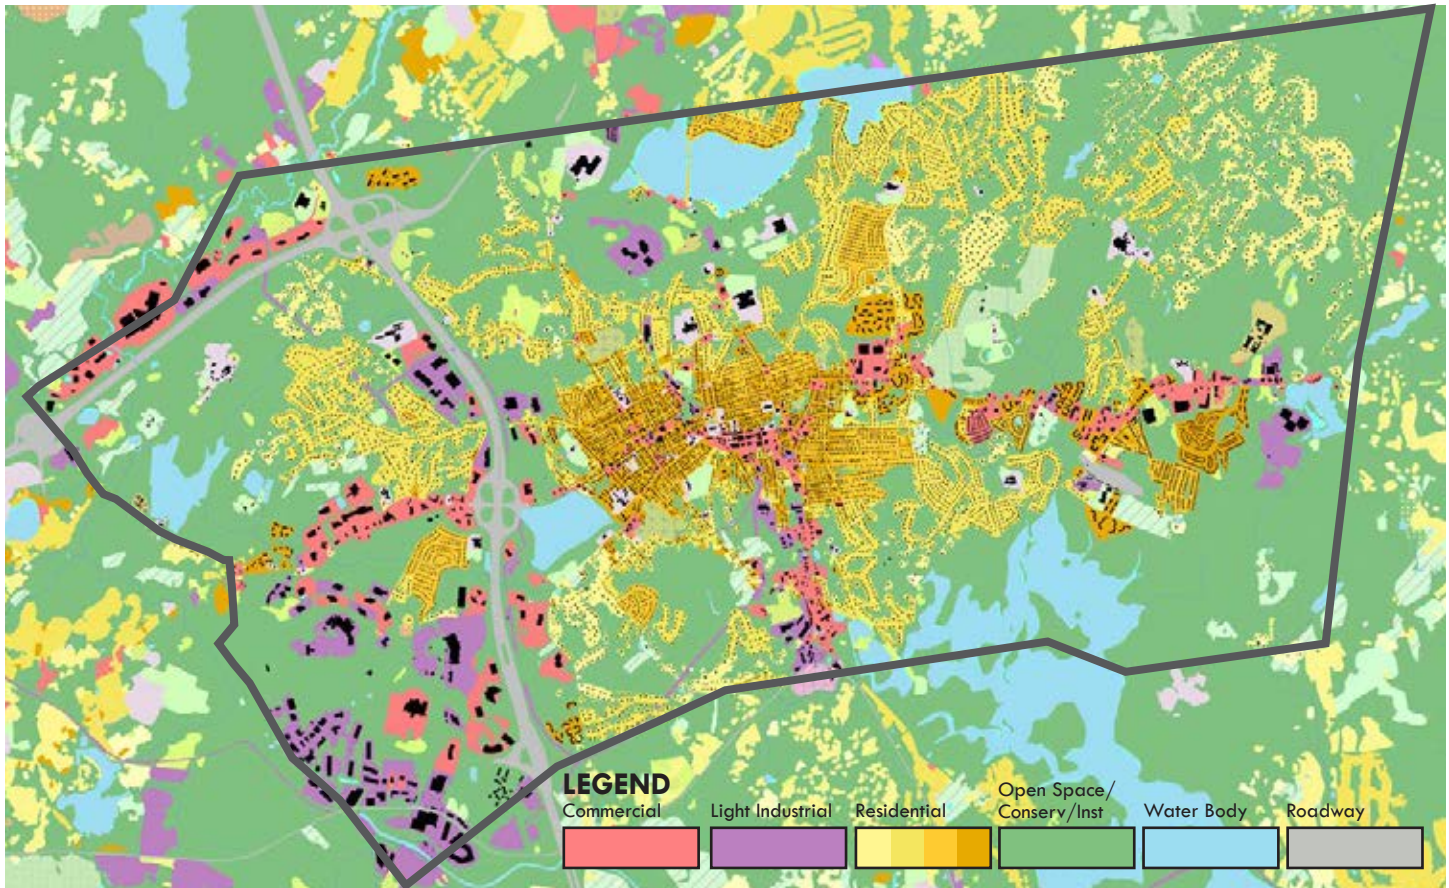 LEGEND
Commercial
Light Industrial
Residential
Open Space/
Conserv/Inst
Water Body
Roadway